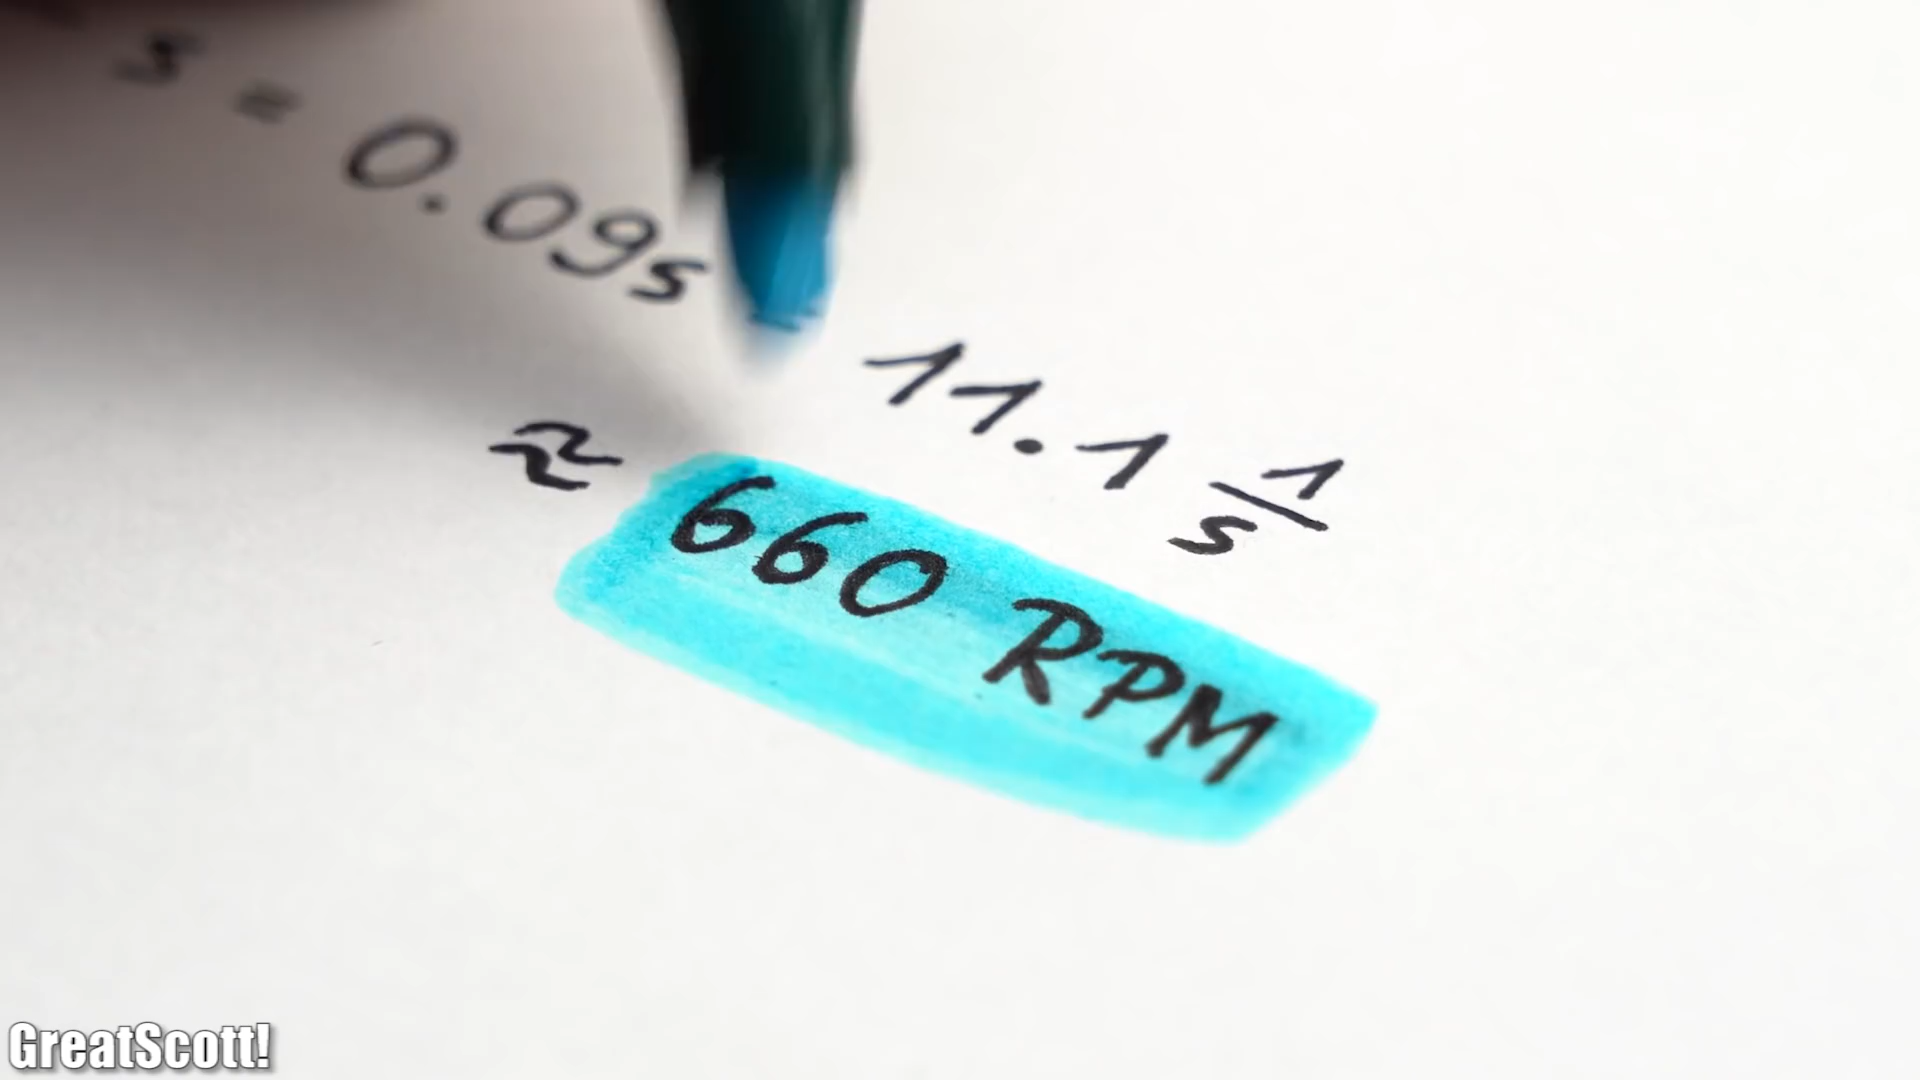 s = 0.09s
11.1 1/s
≈ 660 RPM
GreatScott!